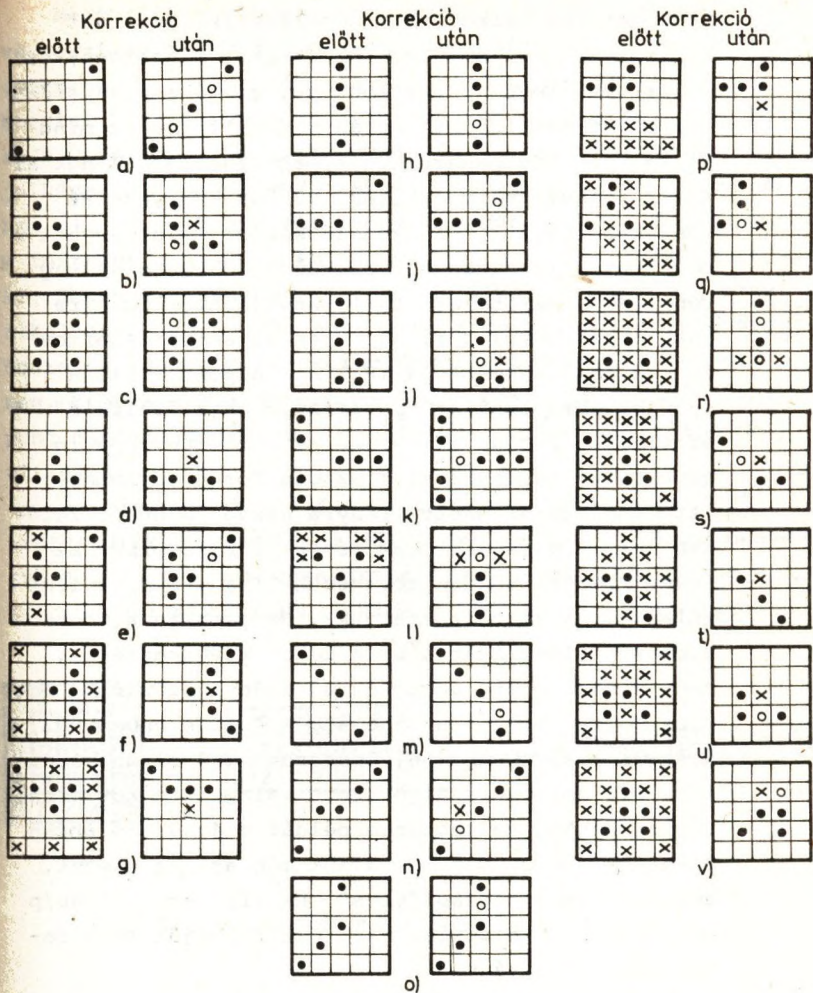 Korrekció
előtt után
a)
b)
c)
d)
e)
f)
g)
Korrekció
előtt után
h)
i)
j)
k)
l)
m)
n)
o)
Korrekció
előtt után
p)
q)
r)
s)
t)
u)
v)